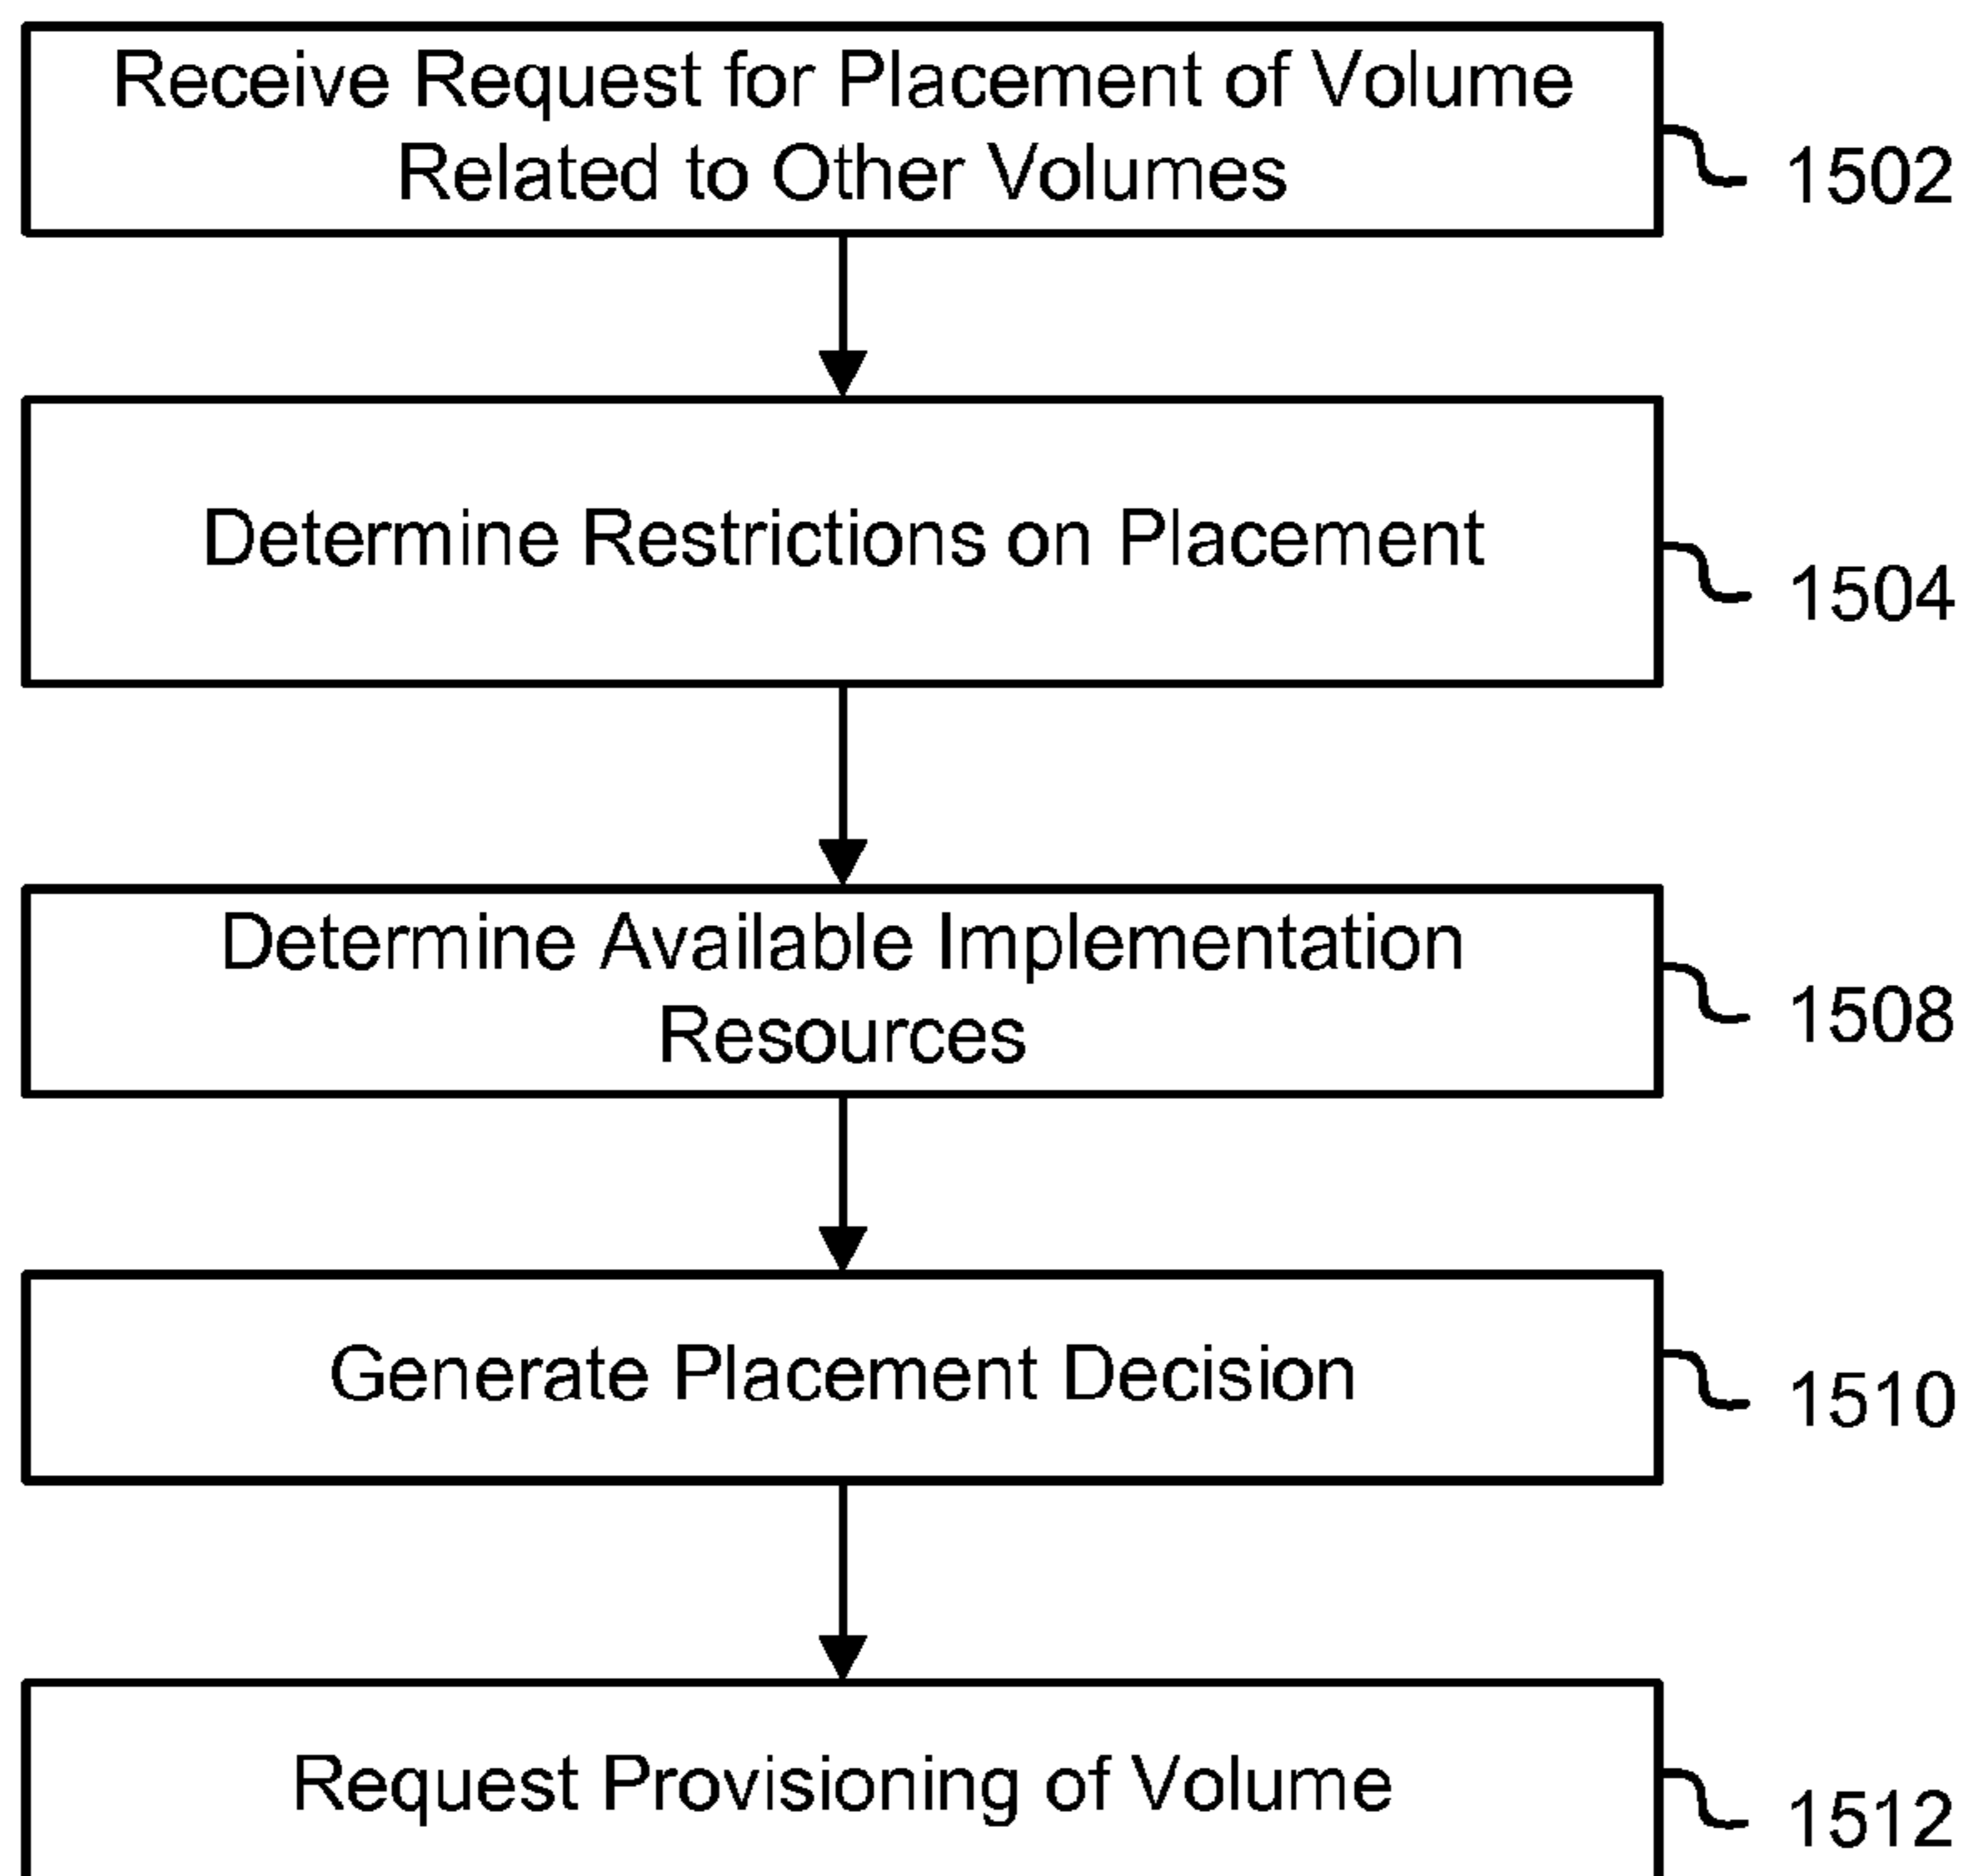 Receive Request for Placement of Volume
Related to Other Volumes
1502
Determine Restrictions on Placement
1504
Determine Available Implementation
Resources
1508
Generate Placement Decision
1510
Request Provisioning of Volume
1512